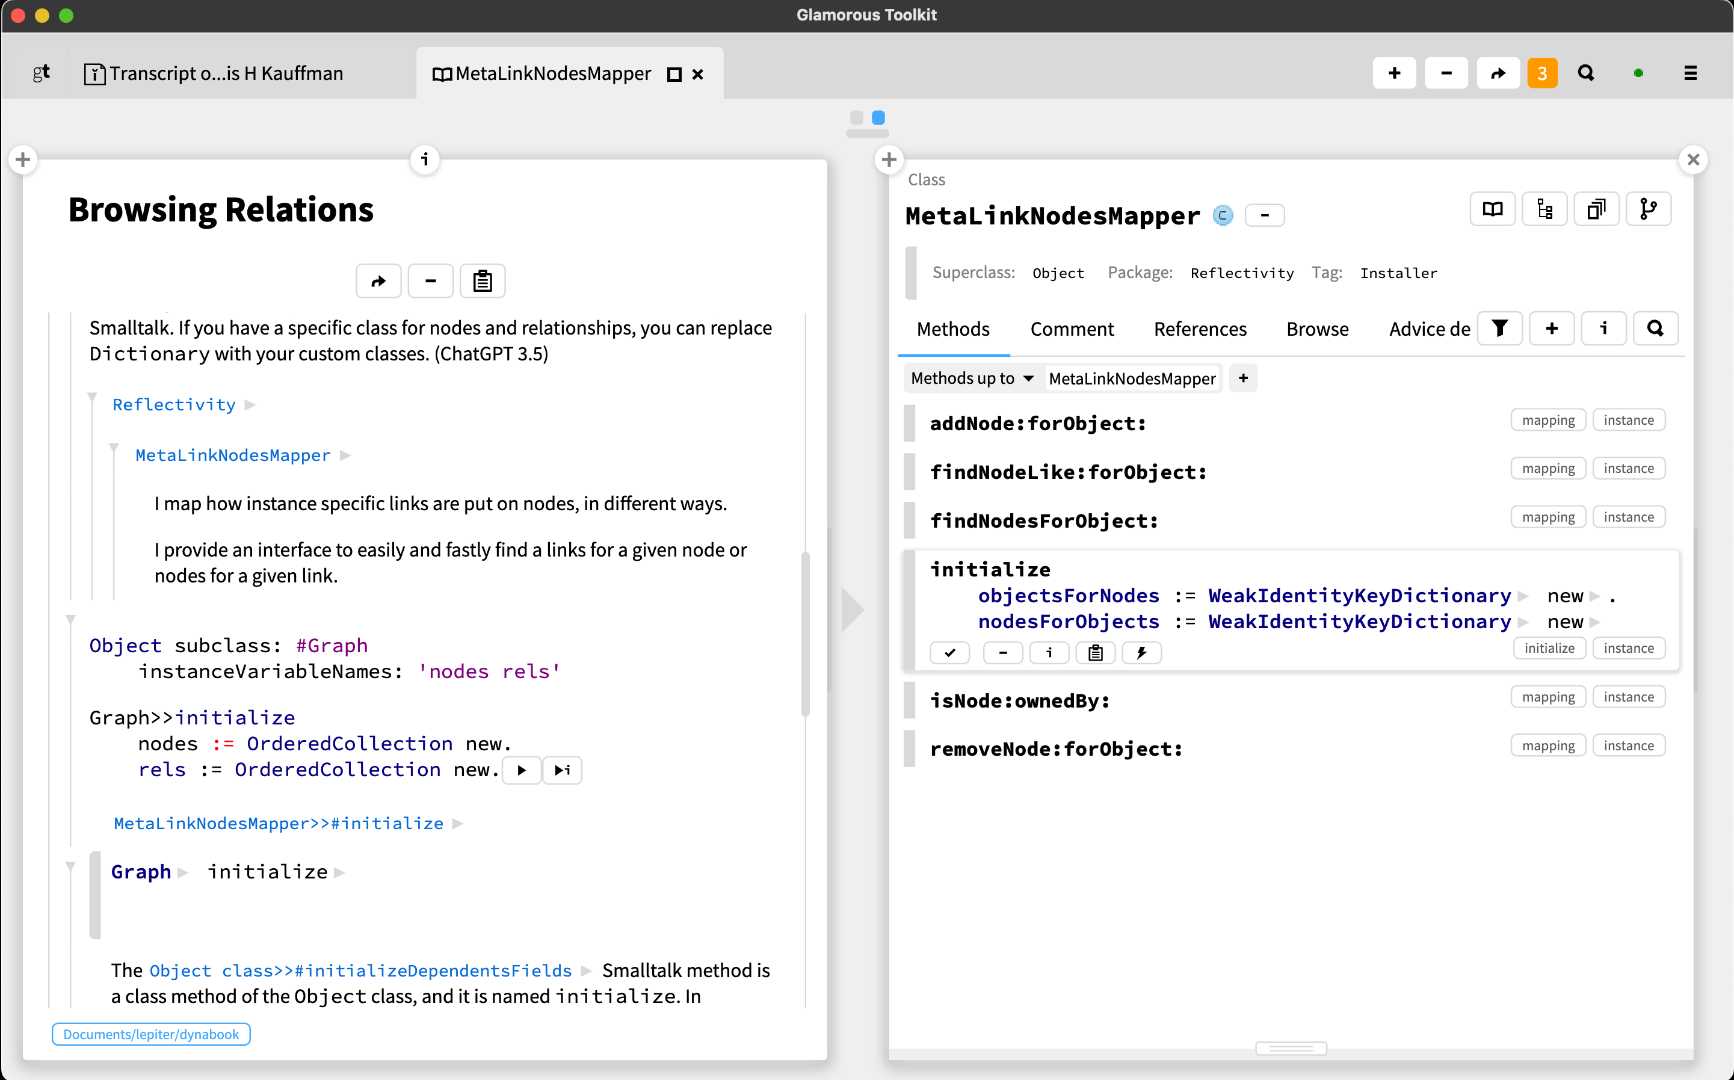 Glamorous Toolkit
gt
Transcript o...is H Kauffman
MetaLinkNodesMapper
3
Browsing Relations
Smalltalk. If you have a specific class for nodes and relationships, you can replace
Dictionary with your custom classes. (ChatGPT 3.5)
Reflectivity
MetaLinkNodesMapper
I map how instance specific links are put on nodes, in different ways.
I provide an interface to easily and fastly find a links for a given node or
nodes for a given link.
Object subclass: #Graph
instanceVariableNames: 'nodes rels'
Graph>>initialize
nodes := OrderedCollection new.
rels := OrderedCollection new.
MetaLinkNodesMapper>>#initialize
Graph initialize
The Object class>>#initializeDependentsFields Smalltalk method is
a class method of the Object class, and it is named initialize. In
Documents/lepiter/dynabook
Class
MetaLinkNodesMapper C
Superclass: Object Package: Reflectivity Tag: Installer
Methods Comment References Browse Advice de
Methods up to MetaLinkNodesMapper +
addNode:forObject: mapping instance
findNodeLike:forObject: mapping instance
findNodesForObject: mapping instance
initialize
objectsForNodes := WeakIdentityKeyDictionary new .
nodesForObjects := WeakIdentityKeyDictionary new
initialize instance
isNode:ownedBy: mapping instance
removeNode:forObject: mapping instance